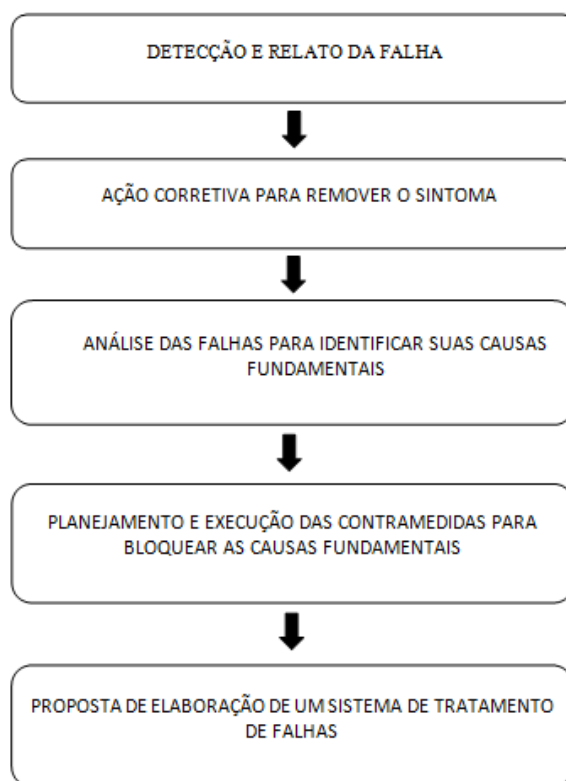 DETECÇÃO E RELATO DA FALHA
AÇÃO CORRETIVA PARA REMOVER O SINTOMA
ANÁLISE DAS FALHAS PARA IDENTIFICAR SUAS CAUSAS
FUNDAMENTAIS
PLANEJAMENTO E EXECUÇÃO DAS CONTRAMEDIDAS PARA
BLOQUEAR AS CAUSAS FUNDAMENTAIS
PROPOSTA DE ELABORAÇÃO DE UM SISTEMA DE TRATAMENTO
DE FALHAS